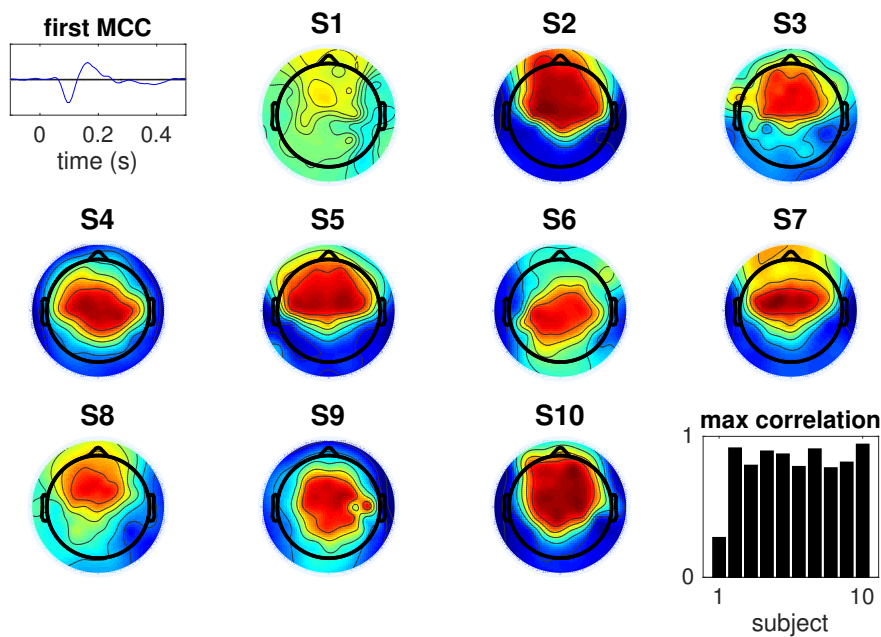 first MCC
0
0.2
0.4
time (s)
S1
S2
S3
S4
S5
S6
S7
S8
S9
S10
max correlation
1
0
1
10
subject